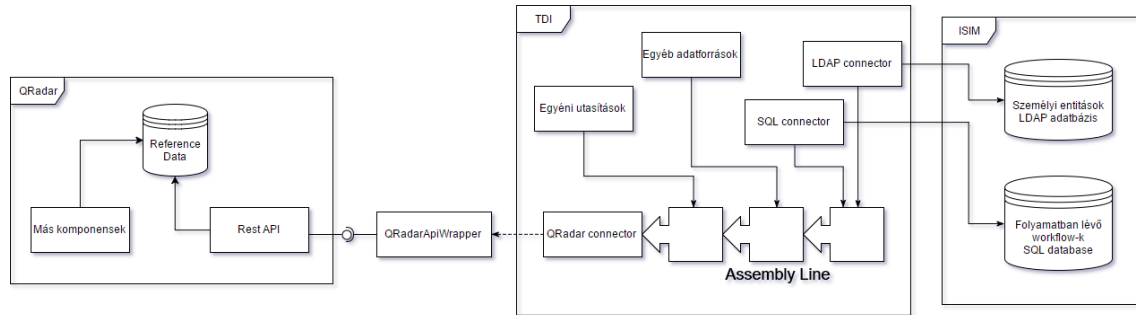 QRadar
Reference
Data
Más komponensek
Rest API
QRadarApiWrapper
TDI
Egyéb adatforrások
LDAP connector
Egyéni utasítások
SQL connector
QRadar connector
Assembly Line
ISIM
Személyi entitások
LDAP adatbázis
Folyamatban lévő
workflow-k
SQL database